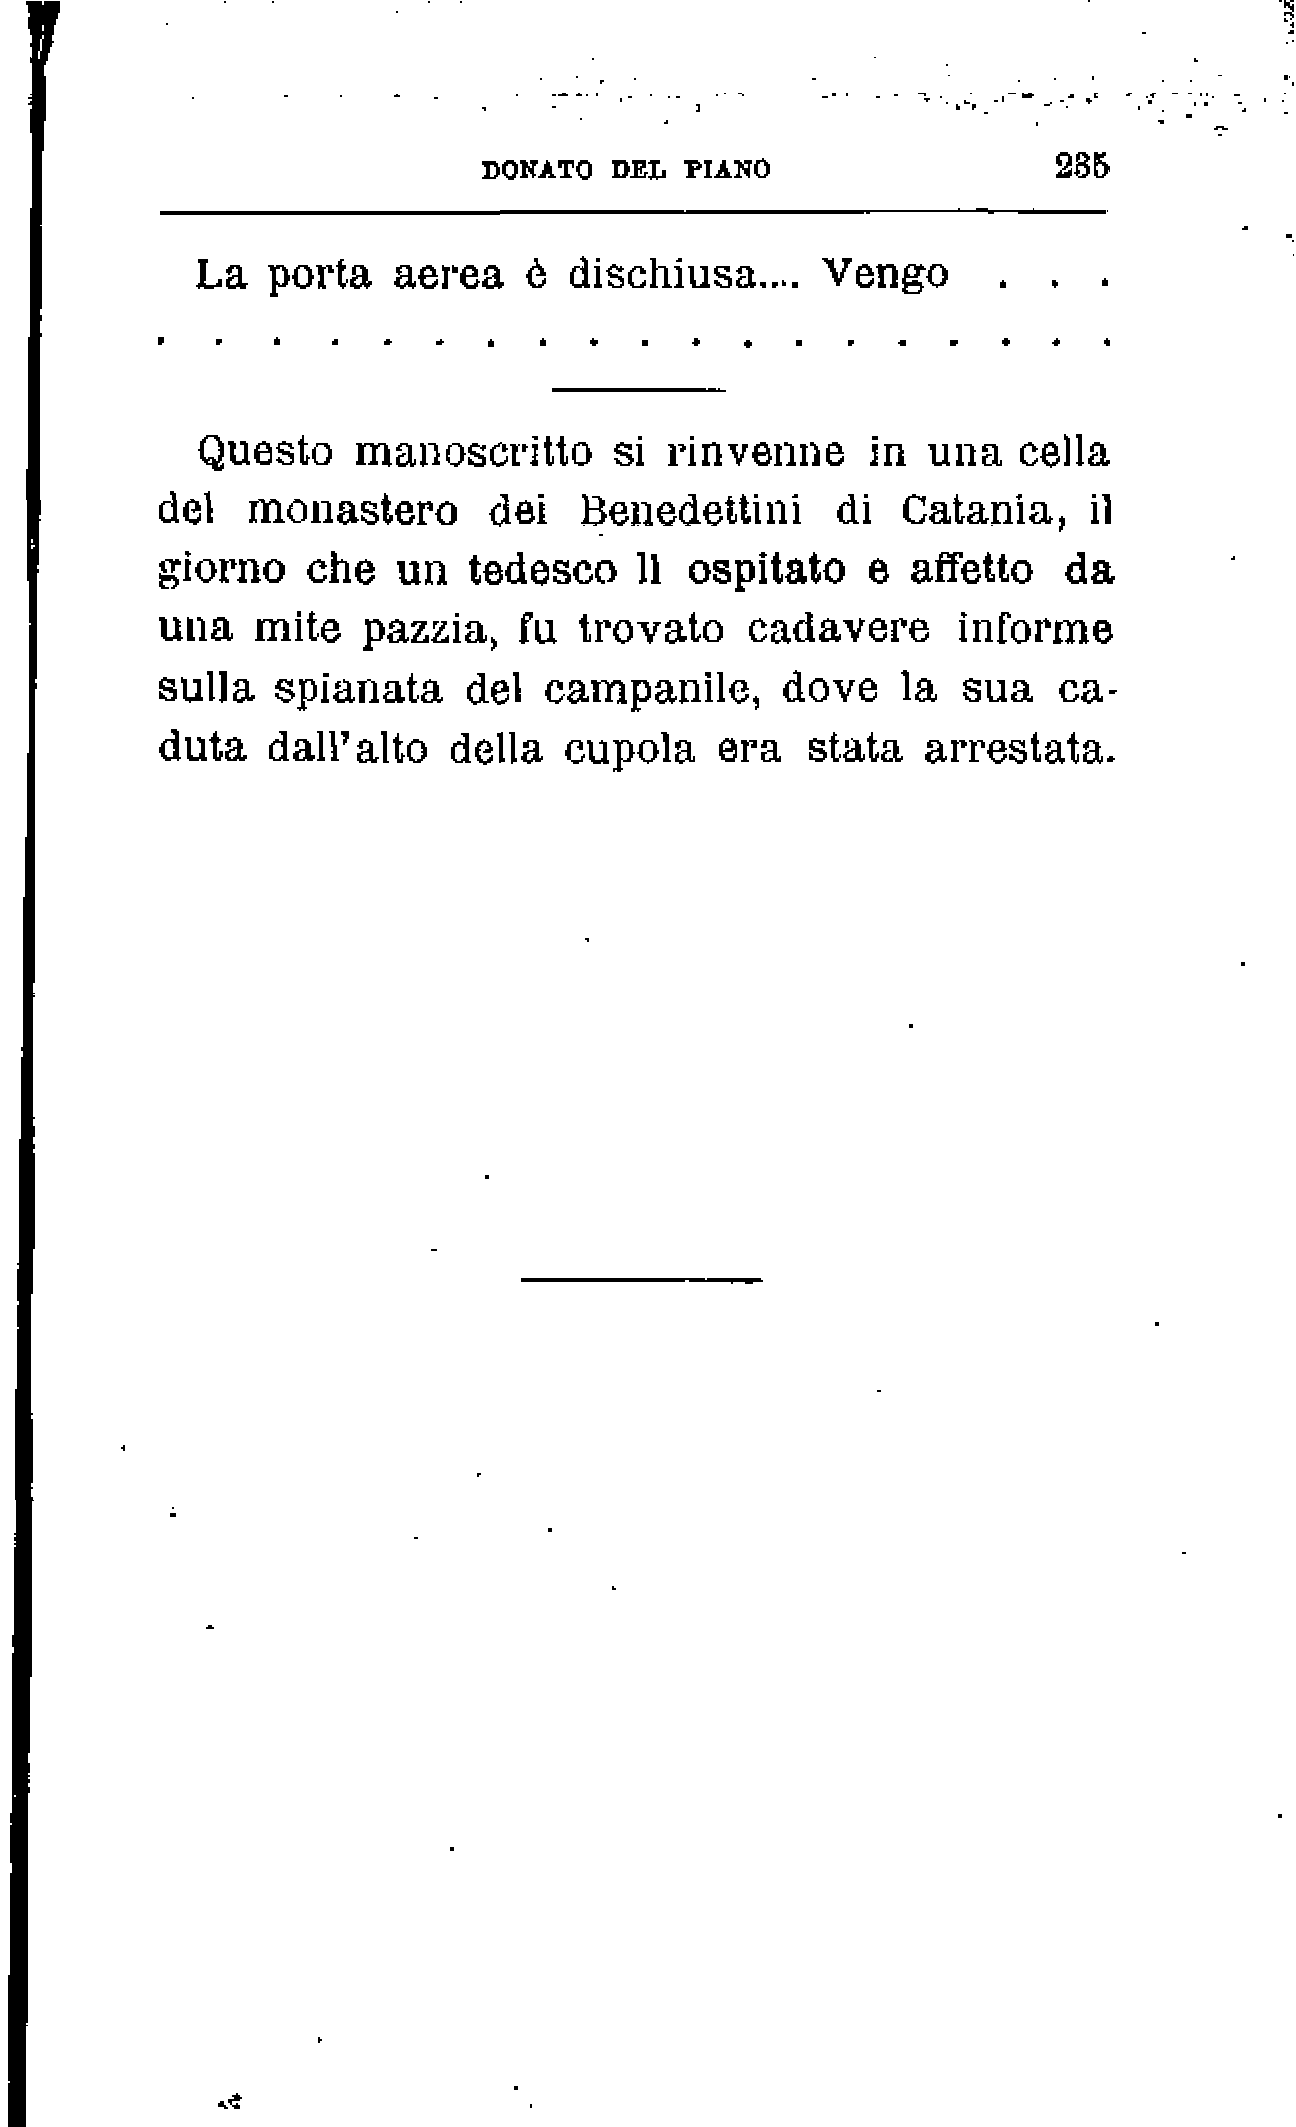 DONATO DEL PIANO 235
La porta aerea è dischiusa.... Vengo . . .
. . . . . . . . . . . . . . . . . . .
Questo manoscritto si rinvenne in una cella
del monastero dei Benedettini di Catania, il
giorno che un tedesco lì ospitato e affetto da
una mite pazzia, fu trovato cadavere informe
sulla spianata del campanile, dove la sua ca-
duta dall'alto della cupola era stata arrestata.